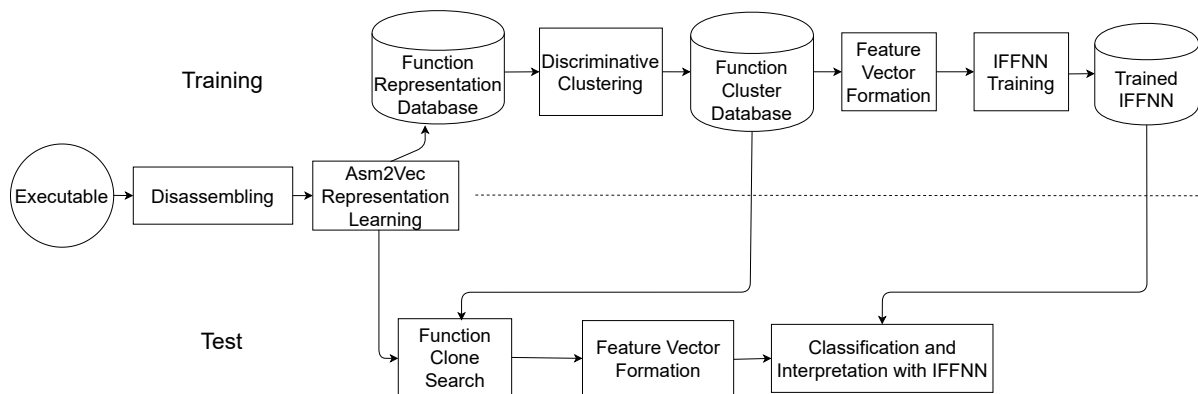 Training
Function
Representation
Database
Discriminative
Clustering
Function
Cluster
Database
Feature
Vector
Formation
IFFNN
Training
Trained
IFFNN
Executable
Disassembling
Asm2Vec
Representation
Learning
Test
Function
Clone
Search
Feature Vector
Formation
Classification and
Interpretation with IFFNN